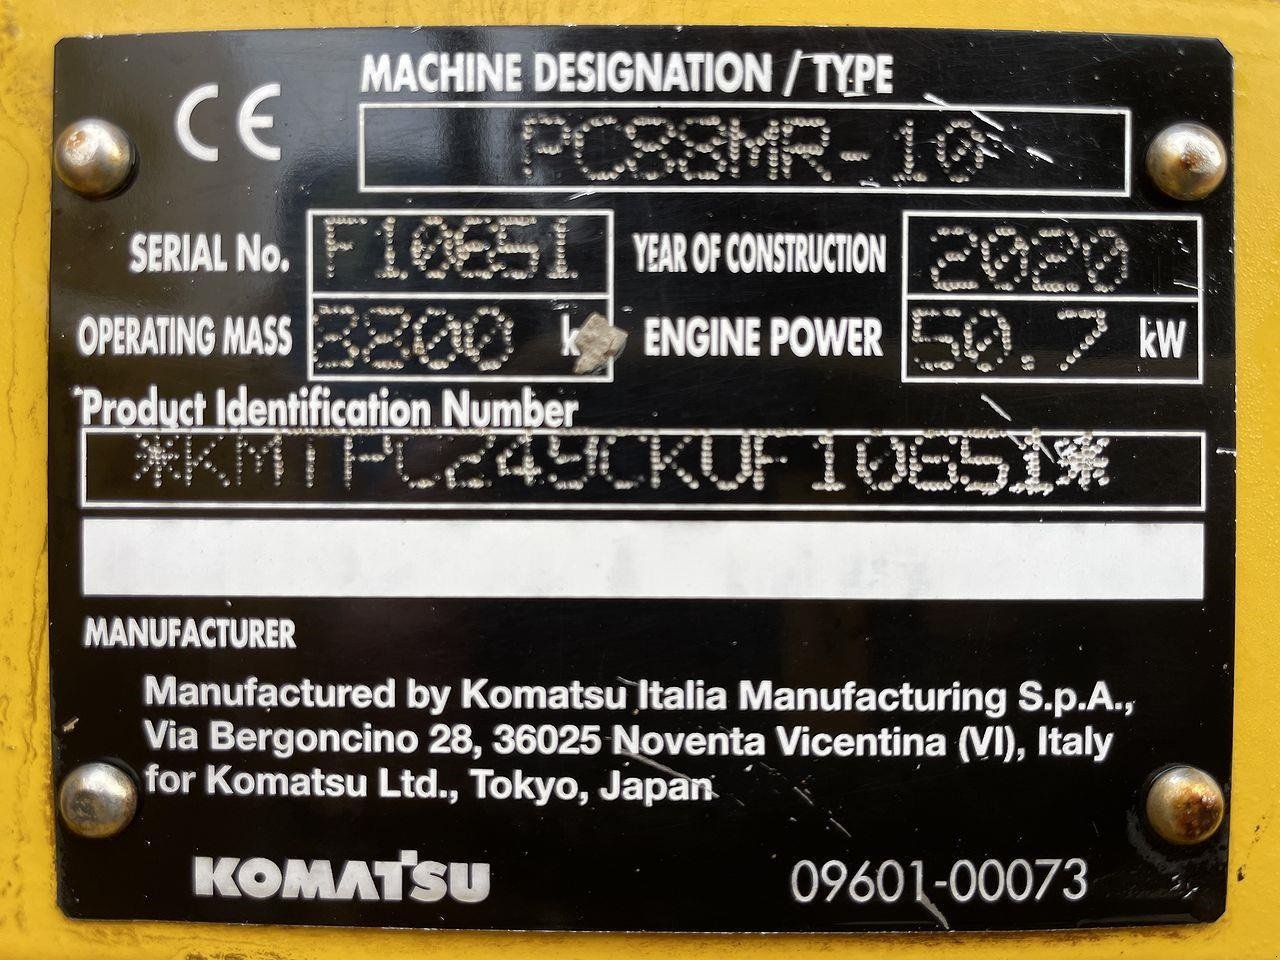 CE
MACHINE DESIGNATION / TYPE
PC88MR-10
SERIAL No. F10651 YEAR OF CONSTRUCTION 2020
OPERATING MASS ENGINE POWER 50.7 kW
Product Identification Number
*KMTPC249CKUF10651*
MANUFACTURER
Manufactured by Komatsu Italia Manufacturing S.p.A.,
Via Bergoncino 28, 36025 Noventa Vicentina (VI), Italy
for Komatsu Ltd., Tokyo, Japan
KOMATSU 09601-00073